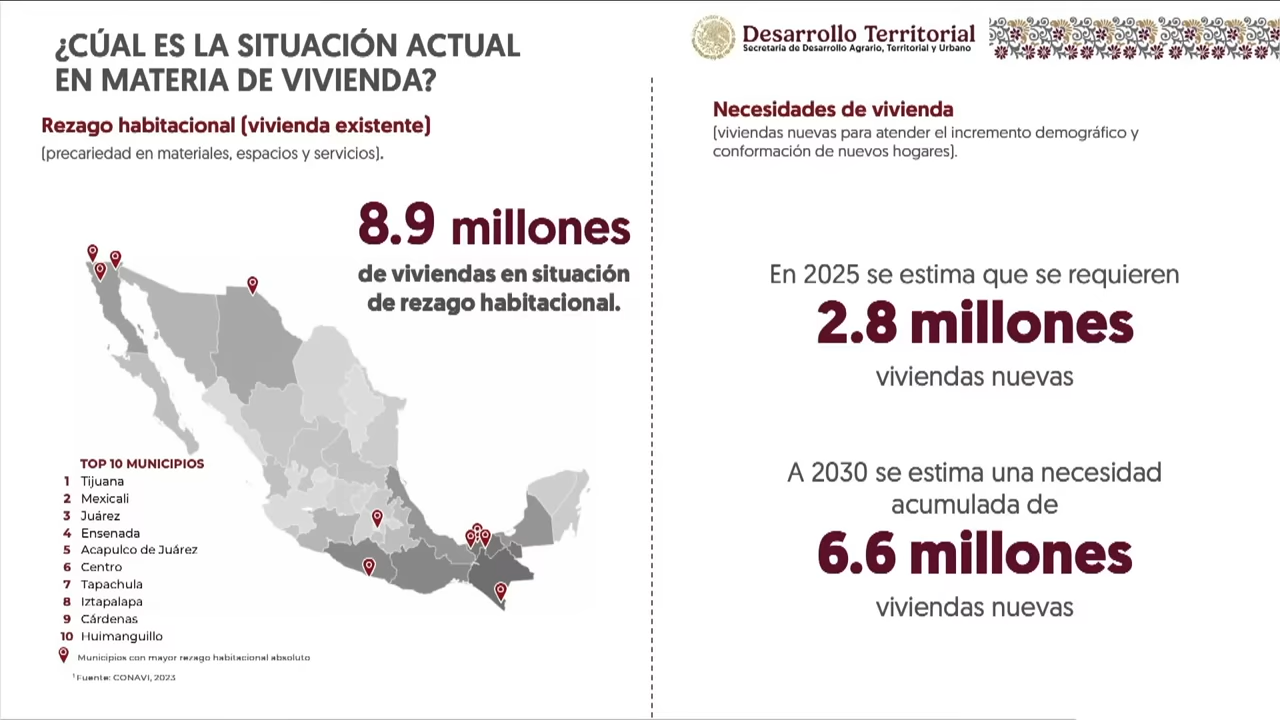 ¿CÚAL ES LA SITUACIÓN ACTUAL
EN MATERIA DE VIVIENDA?
Rezago habitacional (vivienda existente)
(precariedad en materiales, espacios y servicios).
8.9 millones
de viviendas en situación
de rezago habitacional.
TOP 10 MUNICIPIOS
1 Tijuana
2 Mexicali
3 Juárez
4 Ensenada
5 Acapulco de Juárez
6 Centro
7 Tapachula
8 Iztapalapa
9 Cárdenas
10 Huimanguillo
Municipios con mayor rezago habitacional absoluto
¹Fuente: CONAVI, 2023
Desarrollo Territorial
Secretaría de Desarrollo Agrario, Territorial y Urbano
Necesidades de vivienda
(viviendas nuevas para atender el incremento demográfico y
conformación de nuevos hogares).
En 2025 se estima que se requieren
2.8 millones
viviendas nuevas
A 2030 se estima una necesidad
acumulada de
6.6 millones
viviendas nuevas